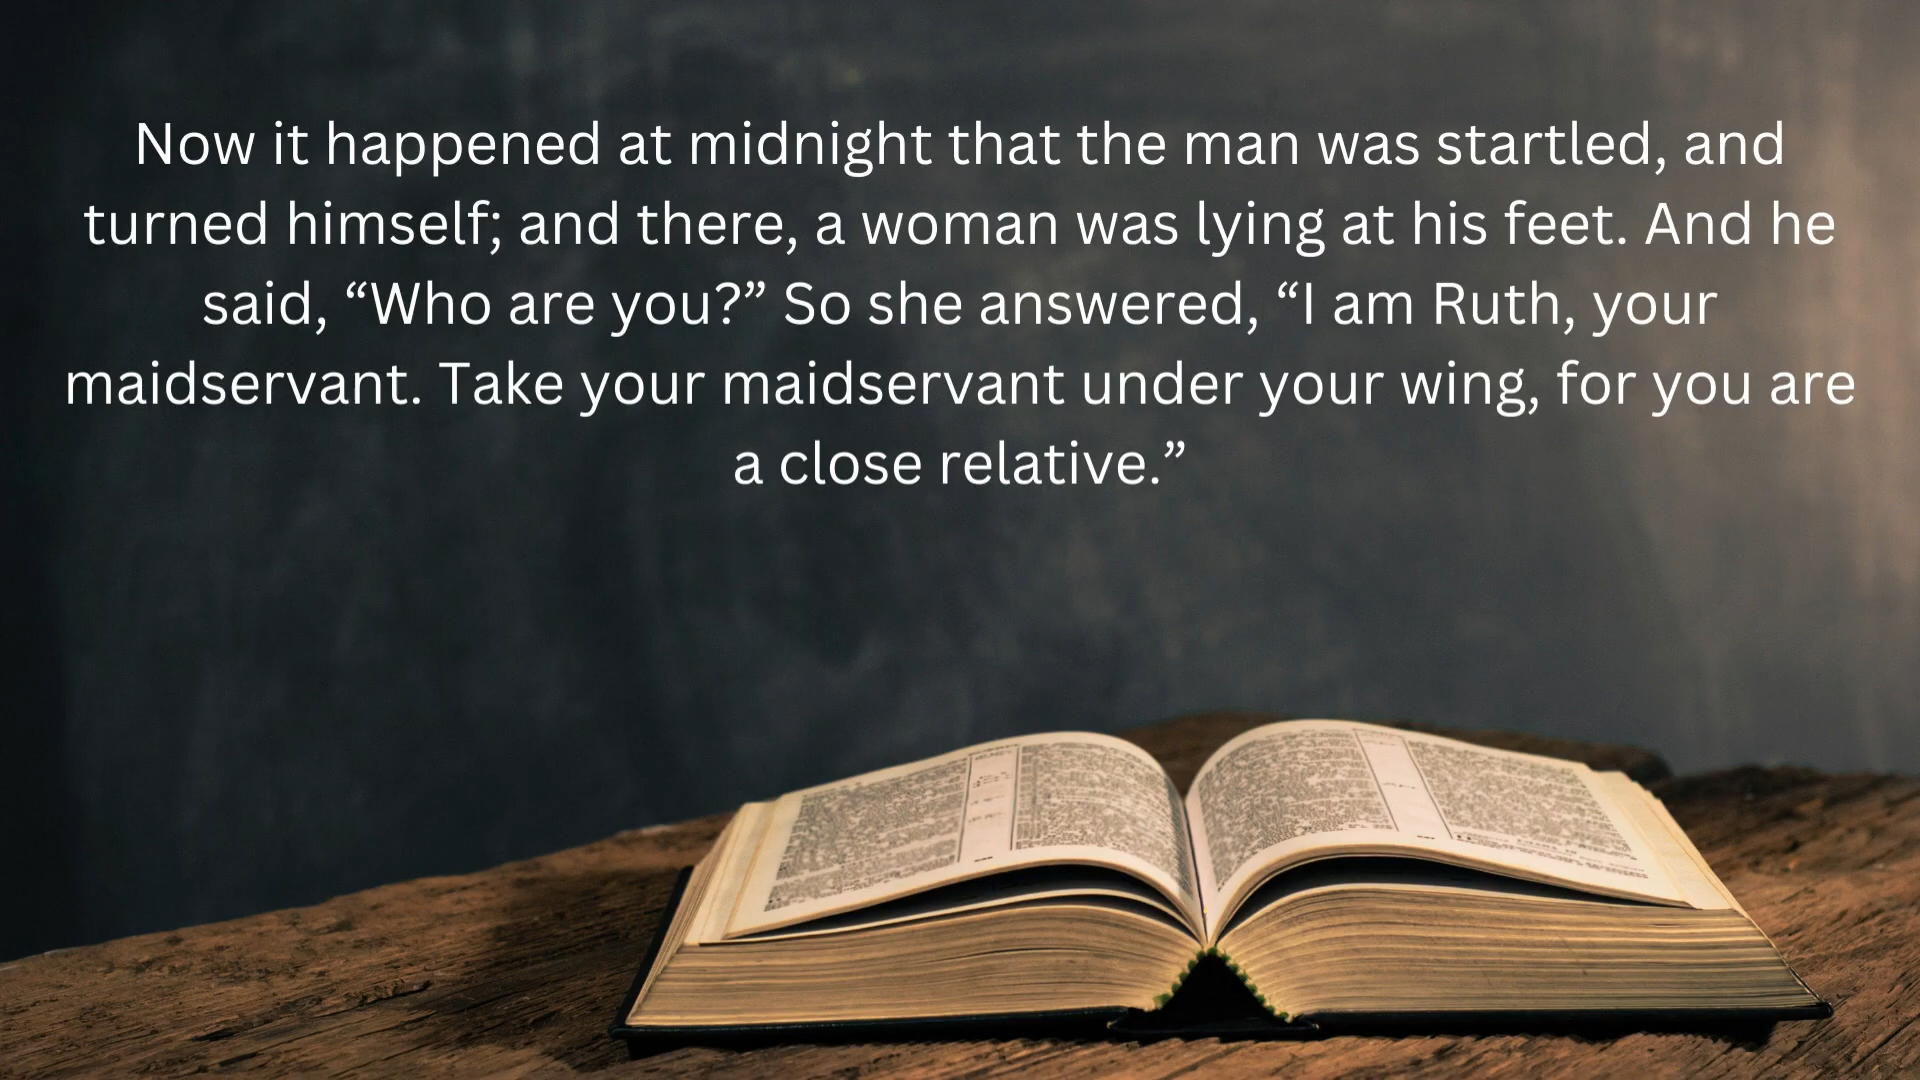 Now it happened at midnight that the man was startled, and
turned himself; and there, a woman was lying at his feet. And he
said, “Who are you?” So she answered, “I am Ruth, your
maidservant. Take your maidservant under your wing, for you are
a close relative.”